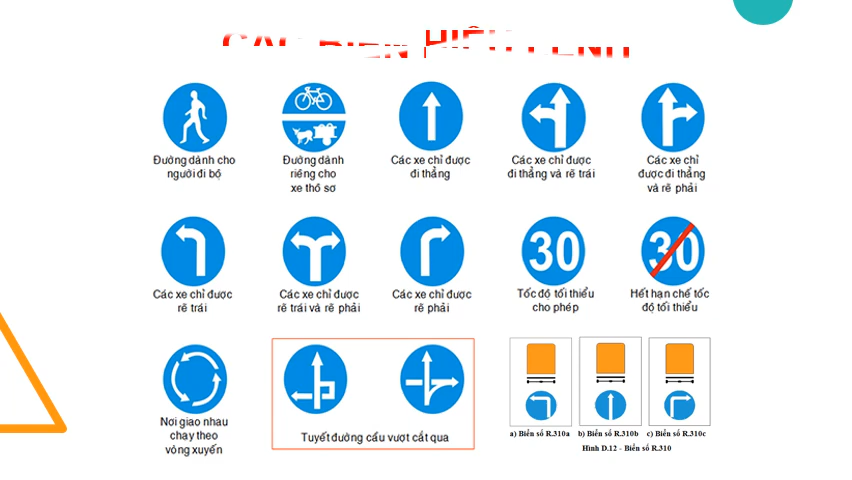 Đường dành cho
người đi bộ
Đường dành
riêng cho
xe thô sơ
Các xe chỉ được
đi thẳng
Các xe chỉ được
đi thẳng và rẽ trái
Các xe chỉ
được đi thẳng
và rẽ phải
Các xe chỉ được
rẽ trái
Các xe chỉ được
rẽ trái và rẽ phải
Các xe chỉ được
rẽ phải
30
Tốc độ tối thiểu
cho phép
30
Hết hạn chế tốc
độ tối thiểu
Nơi giao nhau
chạy theo
vòng xuyến
Tuyết đường cầu vượt cắt qua
a) Biển số R.310a
b) Biển số R.310b
c) Biển số R.310c
Hình D.12 - Biển số R.310